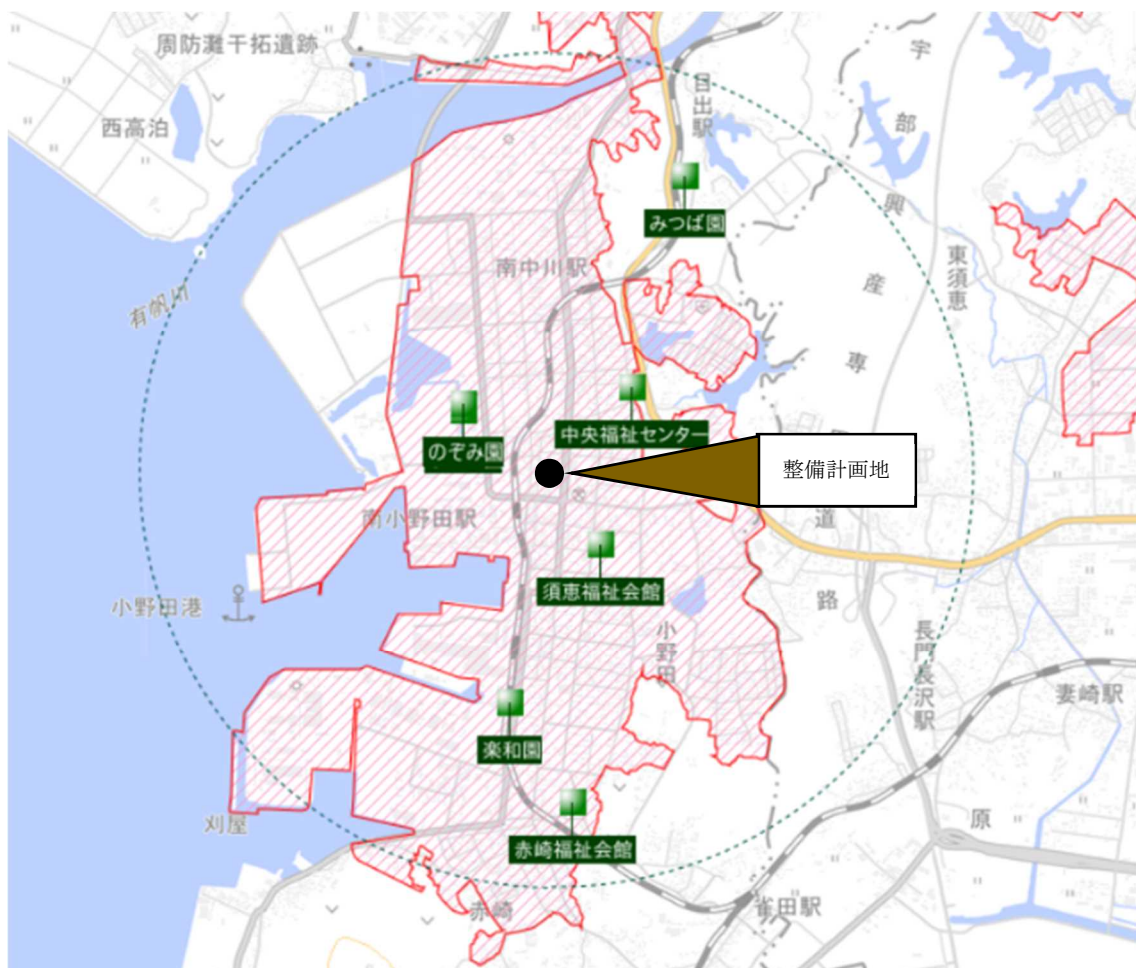 周防灘干拓遺跡
西高泊
目出駅
宇部興産専用道路
みつば園
有帆川
南中川駅
東須恵
中央福祉センター
のぞみ園
整備計画地
南小野田駅
須恵福祉会館
小野田港
小野田
長門長沢駅
妻崎駅
楽和園
刈屋
原
赤崎福祉会館
赤崎
雀田駅